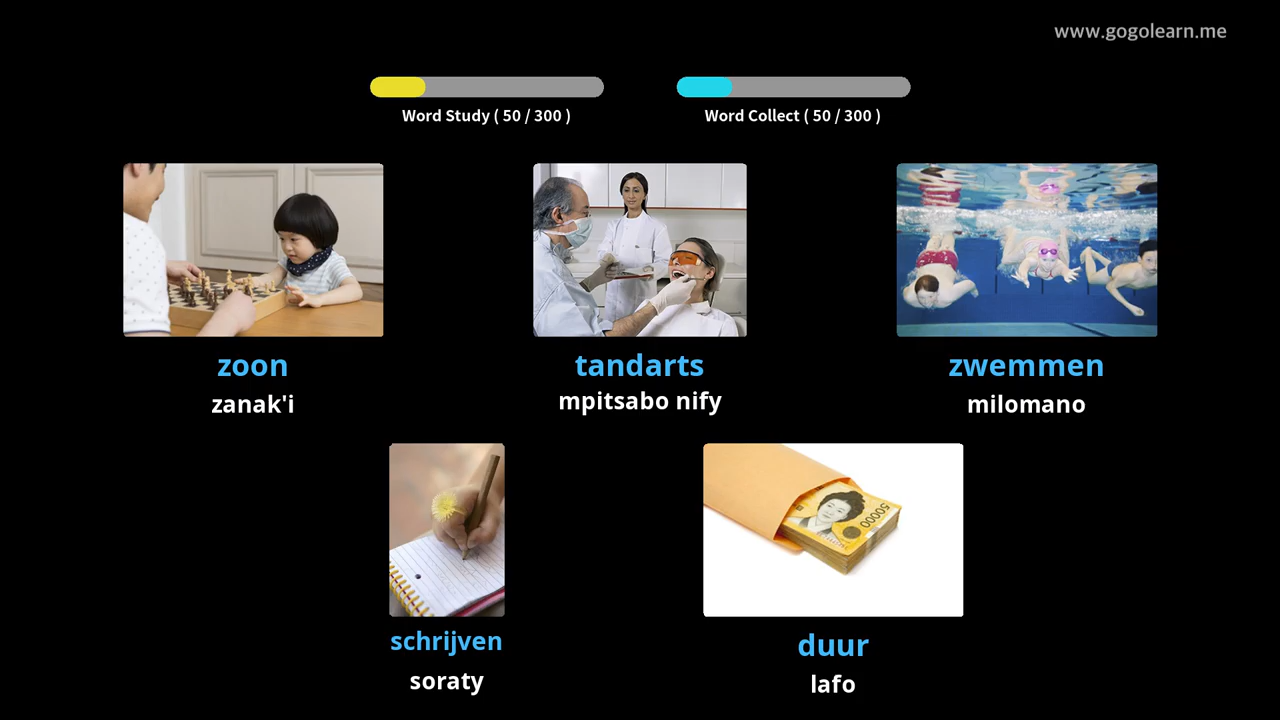 www.gogolearn.me
Word Study ( 50 / 300 )
Word Collect ( 50 / 300 )
zoon
zanak'i
tandarts
mpitsabo nify
zwemmen
milomano
50000
schrijven
soraty
duur
lafo